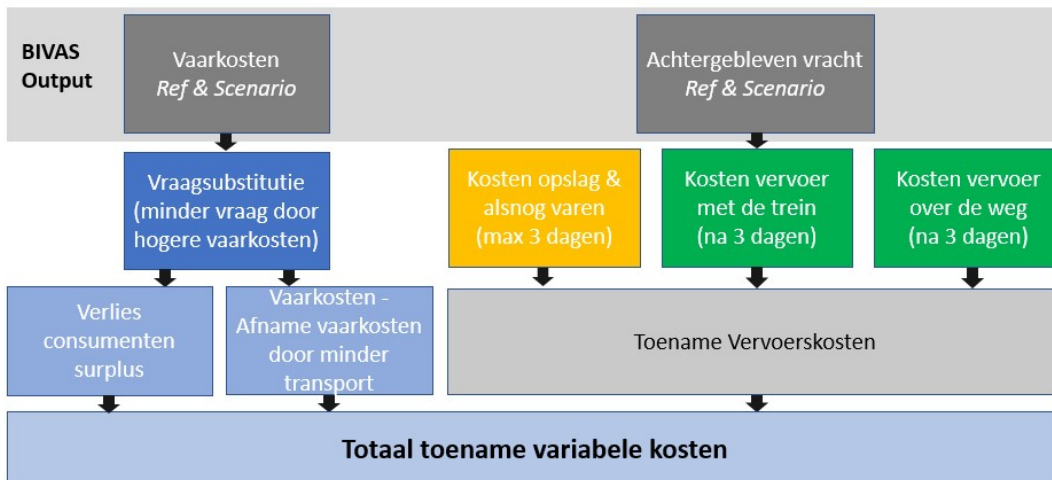 BIVAS
Output
Vaarkosten
Ref & Scenario
Achtergebleven vracht
Ref & Scenario
Vraagsubstitutie
(minder vraag door
hogere vaarkosten)
Kosten opslag &
alsnog varen
(max 3 dagen)
Kosten vervoer
met de trein
(na 3 dagen)
Kosten vervoer
over de weg
(na 3 dagen)
Verlies
consumenten
surplus
Vaarkosten -
Afname vaarkosten
door minder
transport
Toename Vervoerskosten
Totaal toename variabele kosten